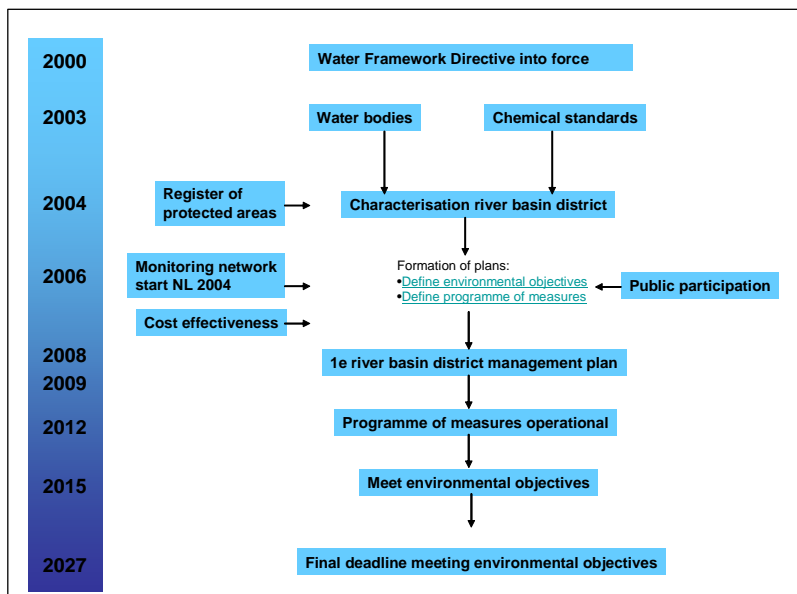 2000
Water Framework Directive into force
2003
Water bodies
Chemical standards
2004
Register of
protected areas
Characterisation river basin district
2006
Monitoring network
start NL 2004
Formation of plans:
•Define environmental objectives
•Define programme of measures
Public participation
Cost effectiveness
2008
1e river basin district management plan
2009
2012
Programme of measures operational
2015
Meet environmental objectives
2027
Final deadline meeting environmental objectives